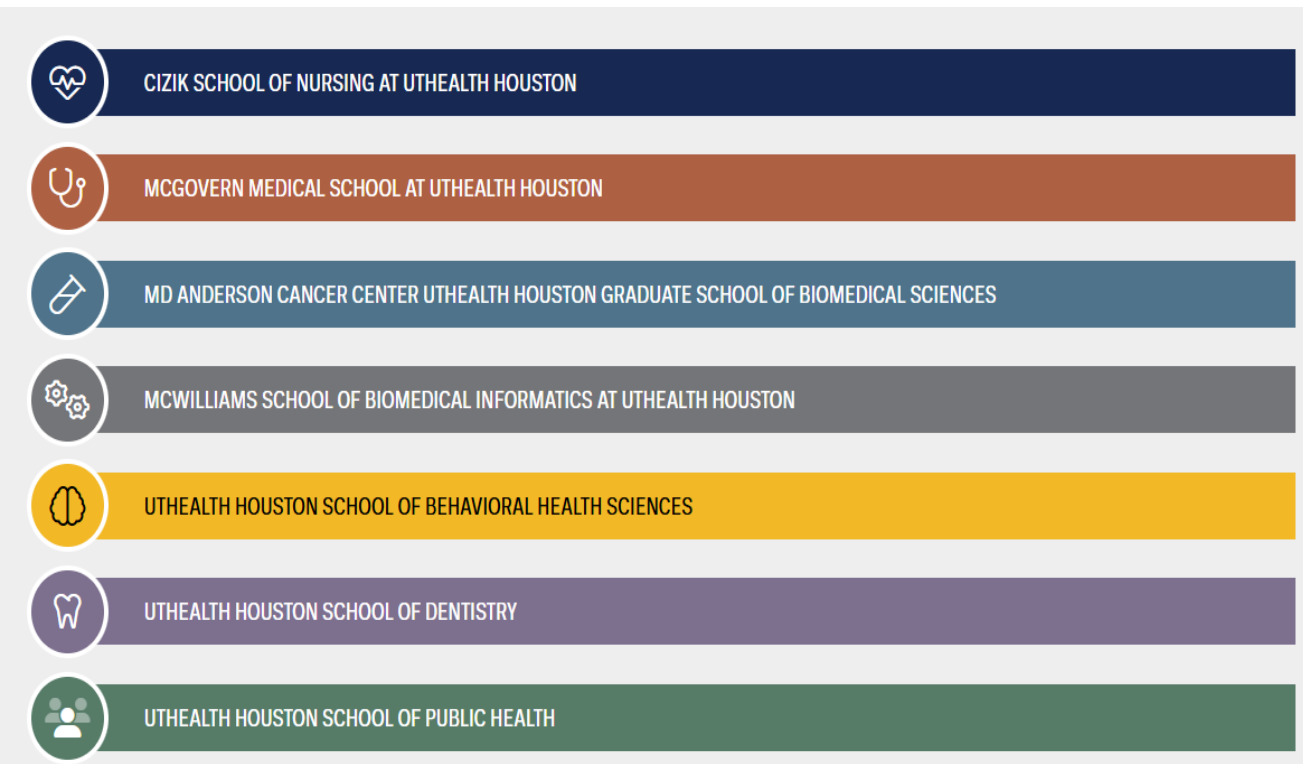 CIZIK SCHOOL OF NURSING AT UTHEALTH HOUSTON
MCGOVERN MEDICAL SCHOOL AT UTHEALTH HOUSTON
MD ANDERSON CANCER CENTER UTHEALTH HOUSTON GRADUATE SCHOOL OF BIOMEDICAL SCIENCES
MCWILLIAMS SCHOOL OF BIOMEDICAL INFORMATICS AT UTHEALTH HOUSTON
UTHEALTH HOUSTON SCHOOL OF BEHAVIORAL HEALTH SCIENCES
UTHEALTH HOUSTON SCHOOL OF DENTISTRY
UTHEALTH HOUSTON SCHOOL OF PUBLIC HEALTH